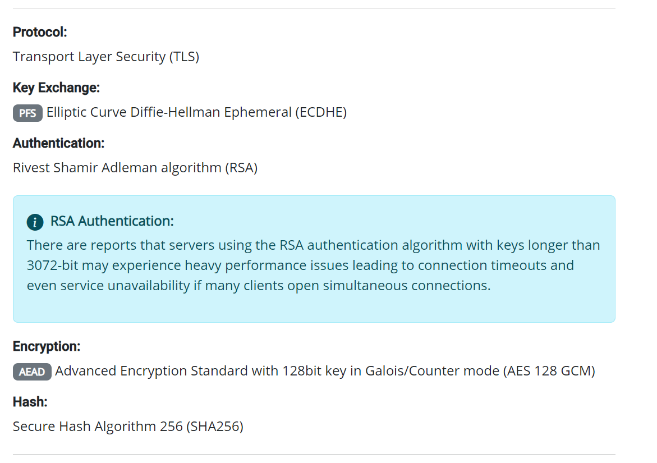 Protocol:
Transport Layer Security (TLS)
Key Exchange:
PFS Elliptic Curve Diffie-Hellman Ephemeral (ECDHE)
Authentication:
Rivest Shamir Adleman algorithm (RSA)
i RSA Authentication:
There are reports that servers using the RSA authentication algorithm with keys longer than
3072-bit may experience heavy performance issues leading to connection timeouts and
even service unavailability if many clients open simultaneous connections.
Encryption:
AEAD Advanced Encryption Standard with 128bit key in Galois/Counter mode (AES 128 GCM)
Hash:
Secure Hash Algorithm 256 (SHA256)